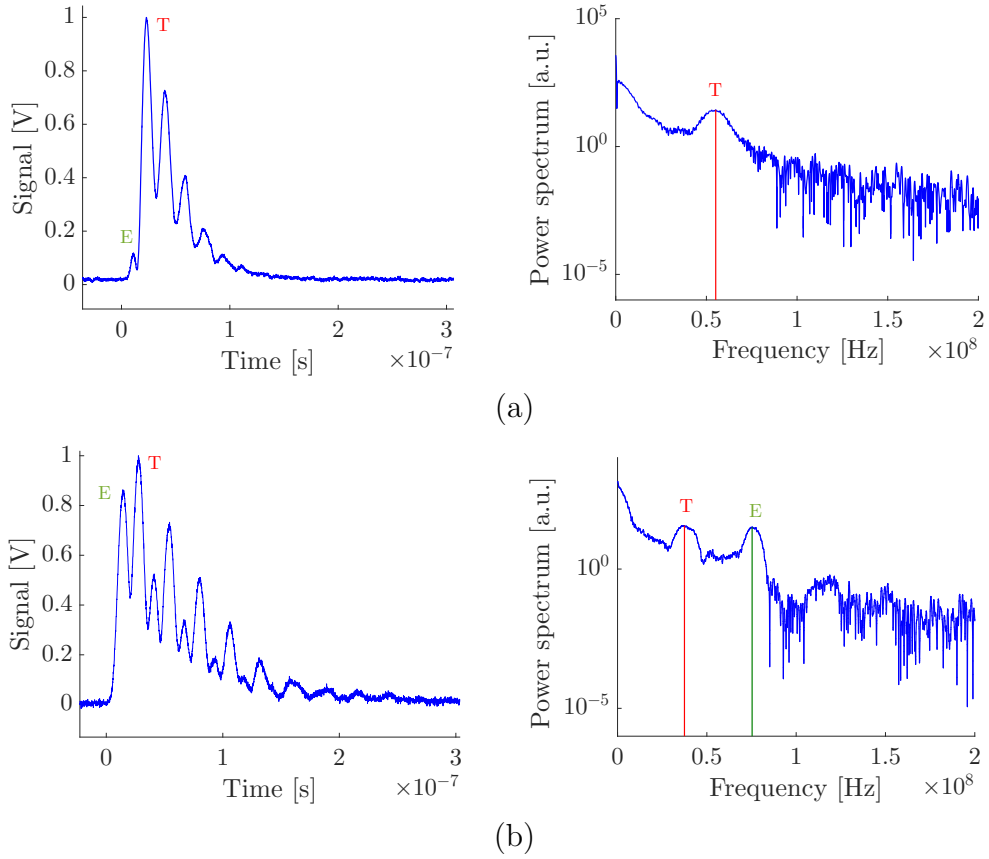 1
0.8
0.6
0.4
0.2
0
Signal [V]
T
E
0
1
2
3
Time [s]
×10⁻⁷
10⁵
10⁰
10⁻⁵
Power spectrum [a.u.]
T
0
0.5
1
1.5
2
Frequency [Hz]
×10⁸
(a)
1
0.8
0.6
0.4
0.2
0
Signal [V]
T
E
0
1
2
3
Time [s]
×10⁻⁷
10⁰
10⁻⁵
Power spectrum [a.u.]
T
E
0
0.5
1
1.5
2
Frequency [Hz]
×10⁸
(b)